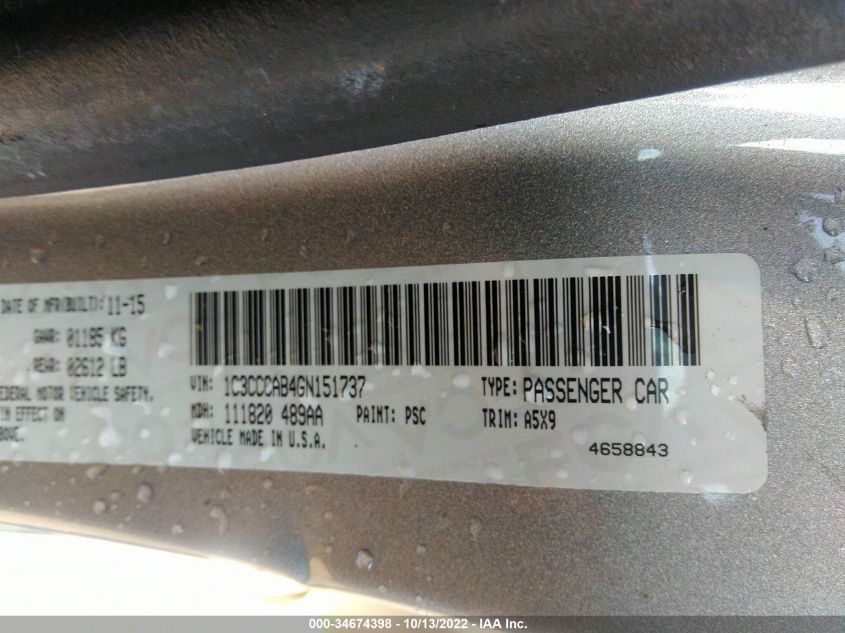 DATE OF MFR(BUILT): 11-15
GAWR: 01185 KG
REAR: 02612 LB
FEDERAL MOTOR VEHICLE SAFETY,
IN EFFECT ON
ABOVE.
VIN: 1C3CCCAB4GN151737
TYPE: PASSENGER CAR
MDH: 111820 489AA
PAINT: PSC
TRIM: A5X9
VEHICLE MADE IN U.S.A.
4658843
000-34674398 - 10/13/2022 - IAA Inc.